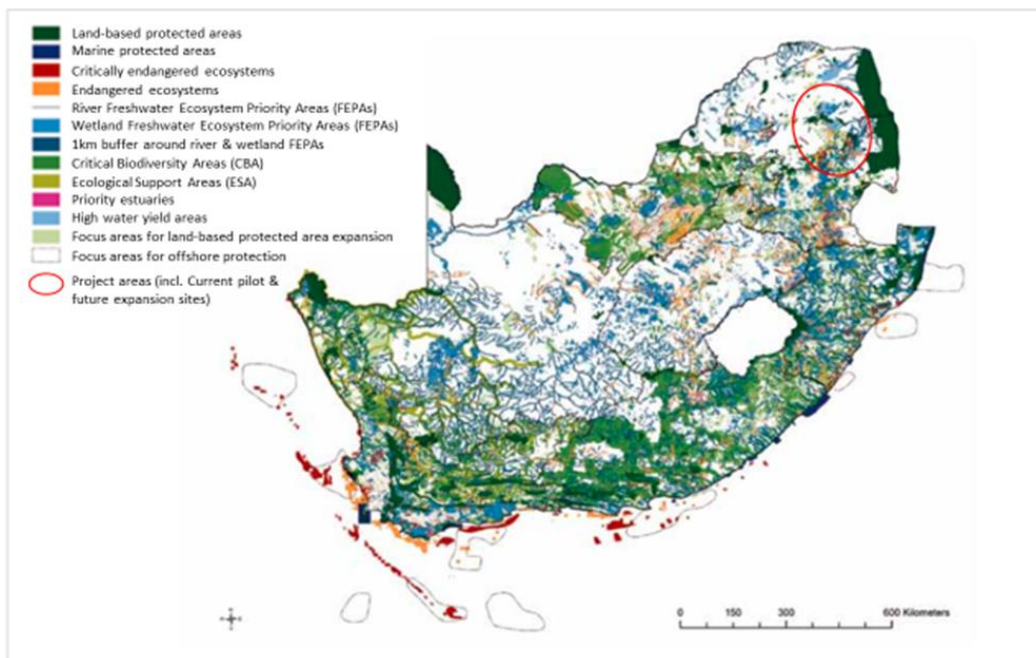 Land-based protected areas
Marine protected areas
Critically endangered ecosystems
Endangered ecosystems
River Freshwater Ecosystem Priority Areas (FEPAs)
Wetland Freshwater Ecosystem Priority Areas (FEPAs)
1km buffer around river & wetland FEPAs
Critical Biodiversity Areas (CBA)
Ecological Support Areas (ESA)
Priority estuaries
High water yield areas
Focus areas for land-based protected area expansion
Focus areas for offshore protection
Project areas (incl. Current pilot &
future expansion sites)
0 150 300 600 Kilometers